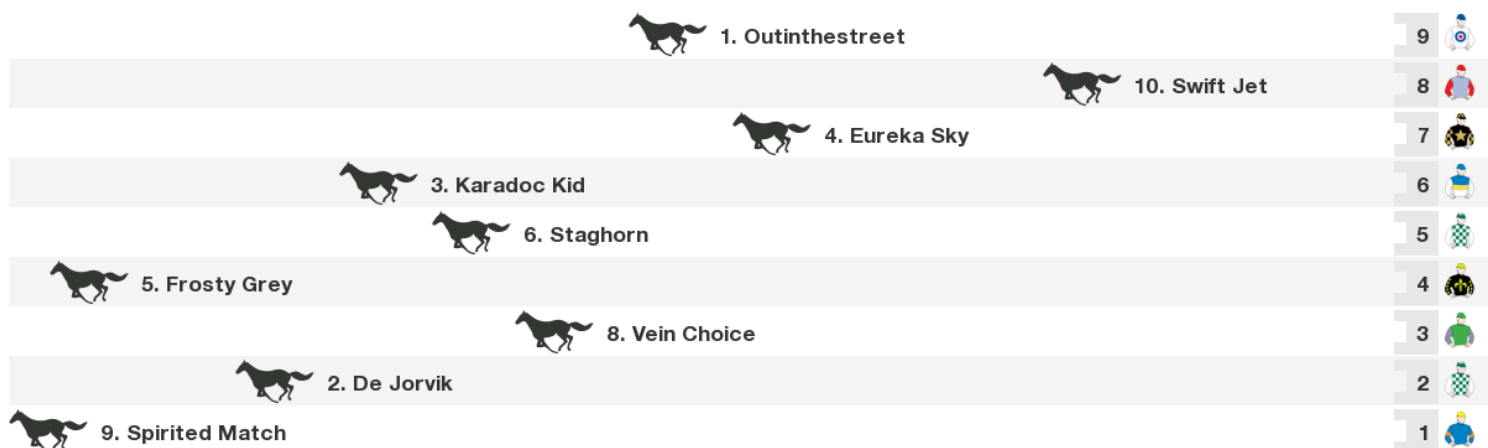 1. Outinthestreet 9
10. Swift Jet 8
4. Eureka Sky 7
3. Karadoc Kid 6
6. Staghorn 5
5. Frosty Grey 4
8. Vein Choice 3
2. De Jorvik 2
9. Spirited Match 1